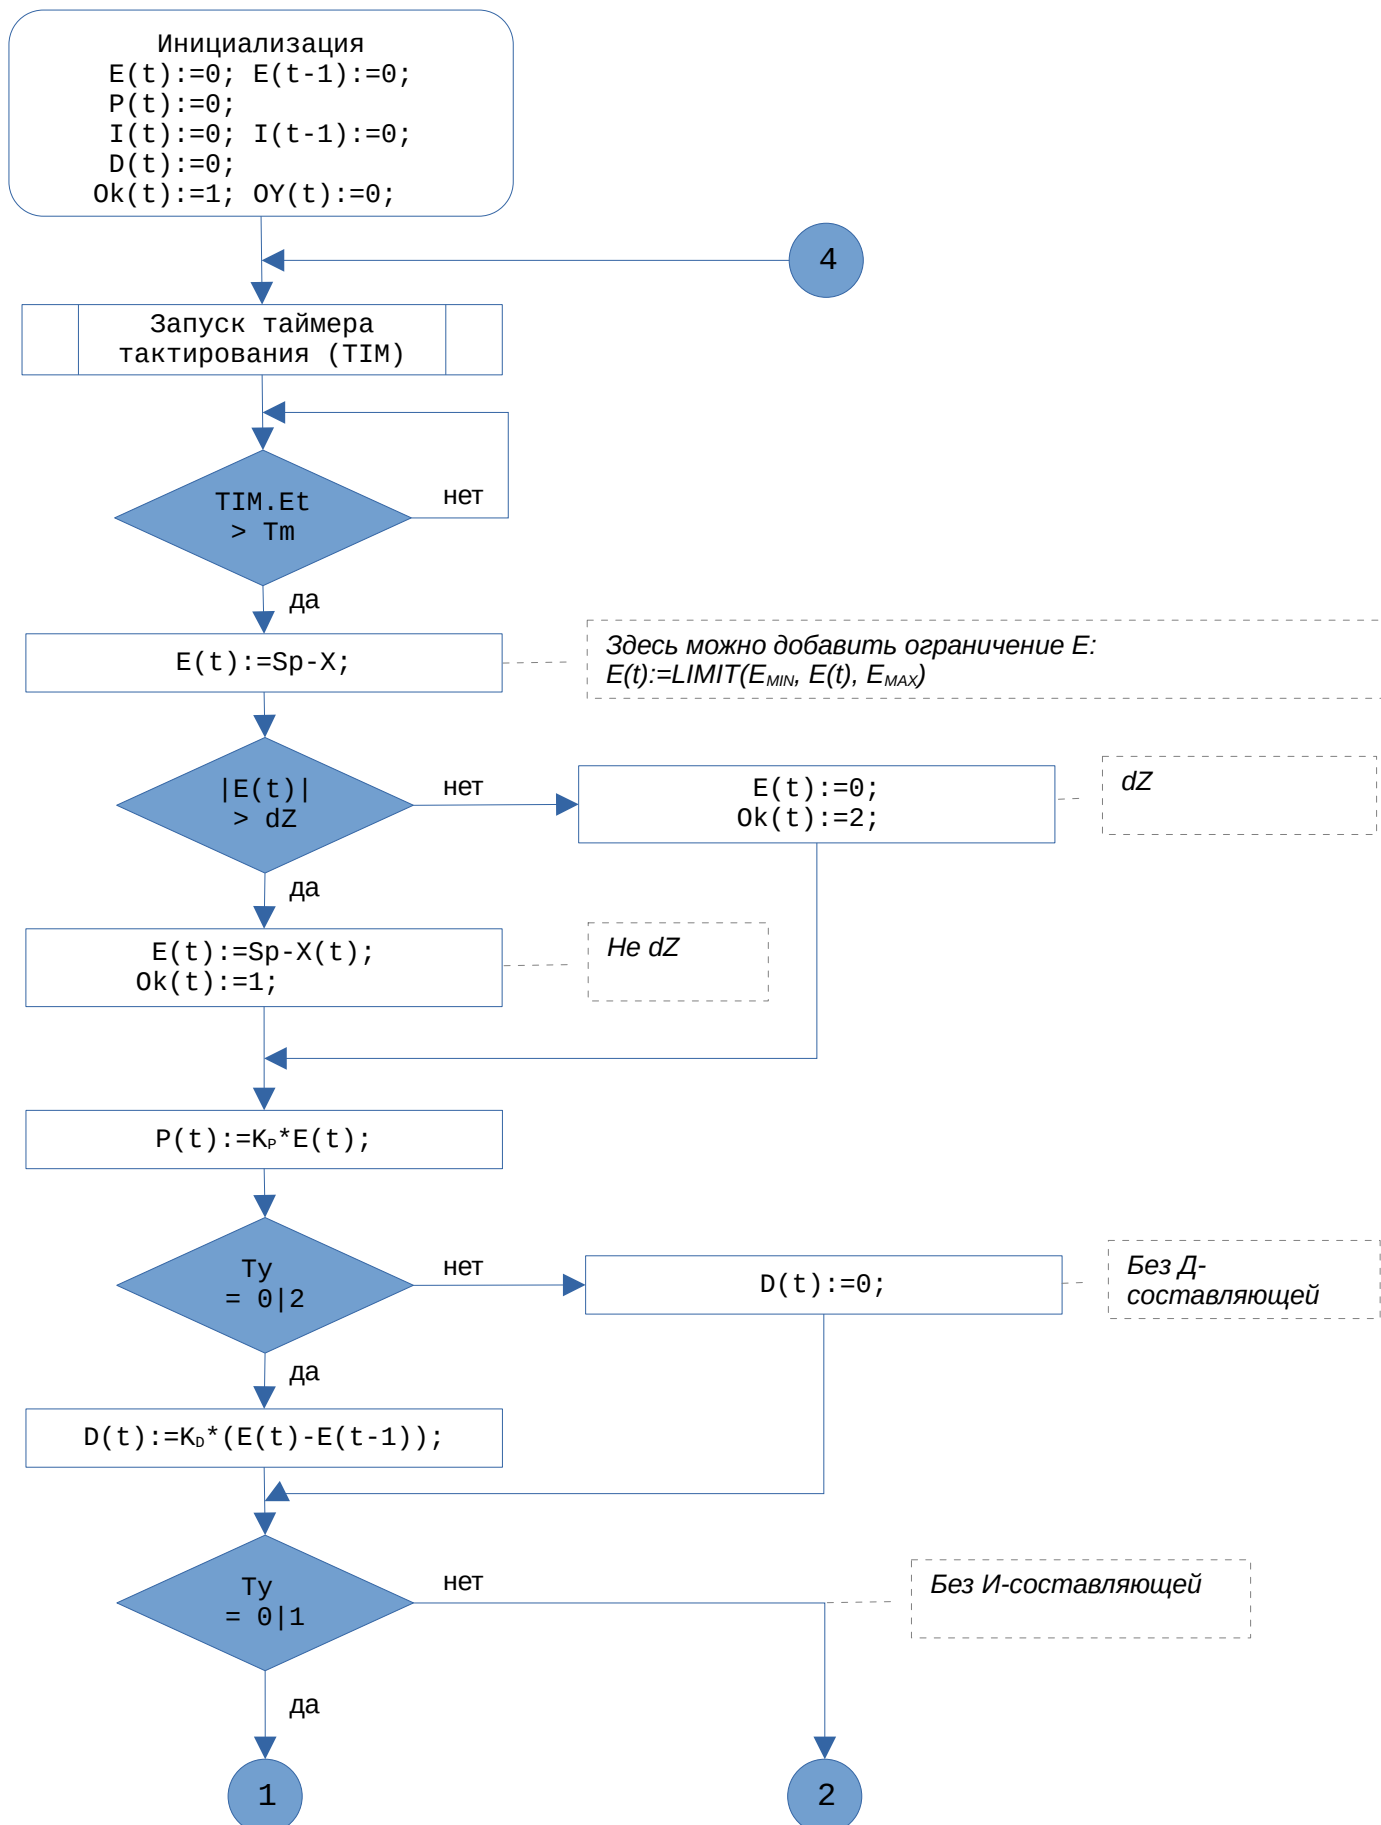 Инициализация
E(t):=0; E(t-1):=0;
P(t):=0;
I(t):=0; I(t-1):=0;
D(t):=0;
Ok(t):=1; OY(t):=0;
4
Запуск таймера
тактирования (TIM)
TIM.Et
> Tm
нет
да
E(t):=Sp-X;
Здесь можно добавить ограничение E:
E(t):=LIMIT(EMIN, E(t), EMAX)
|E(t)|
> dZ
нет
E(t):=0;
Ok(t):=2;
dZ
да
E(t):=Sp-X(t);
Ok(t):=1;
Не dZ
P(t):=KP*E(t);
Ty
= 0|2
нет
D(t):=0;
Без Д-
составляющей
да
D(t):=KD*(E(t)-E(t-1));
Ty
= 0|1
нет
Без И-составляющей
да
1
2